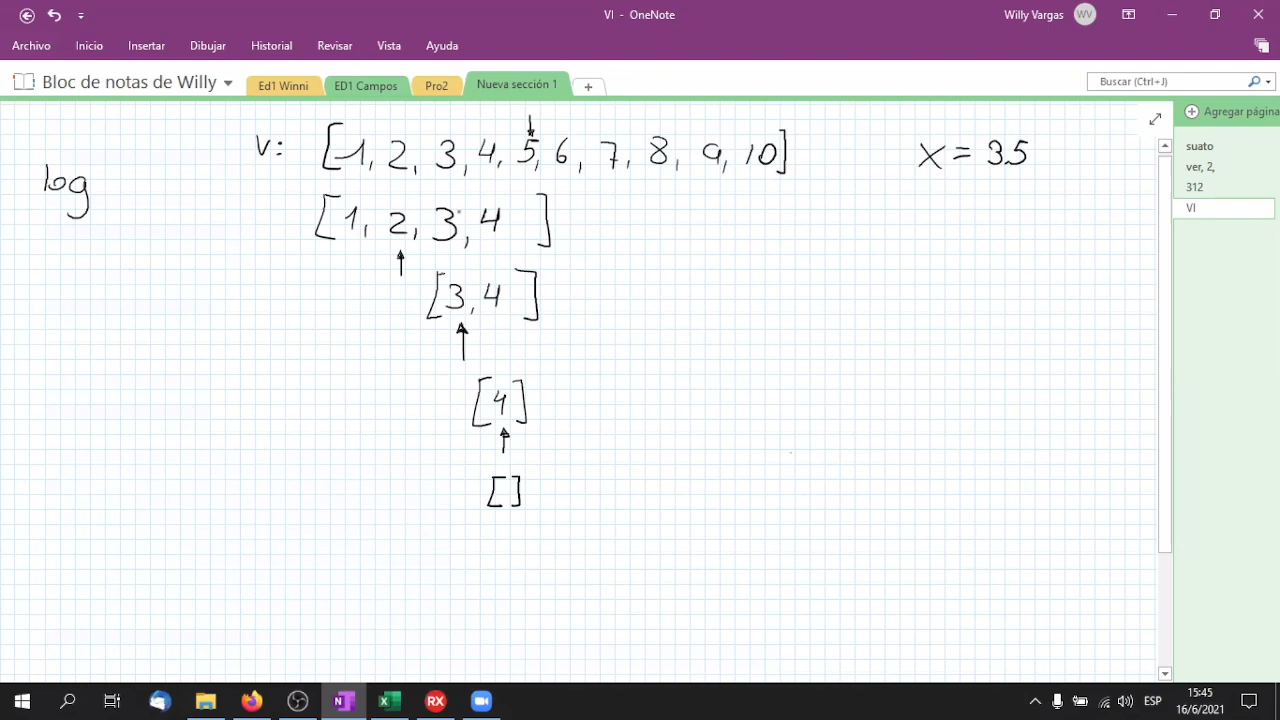 VI - OneNote
Willy Vargas WV
Archivo Inicio Insertar Dibujar Historial Revisar Vista Ayuda
Bloc de notas de Willy Ed1 Winni ED1 Campos Pro2 Nueva sección 1 + Buscar (Ctrl+J)
Agregar página
suato
ver, 2,
312
VI
V: [1, 2, 3, 4, 5, 6, 7, 8, 9, 10] X = 3.5
log
[1, 2, 3, 4 ]
[3, 4 ]
[4]
[]
N X RX
ESP
15:45
16/6/2021